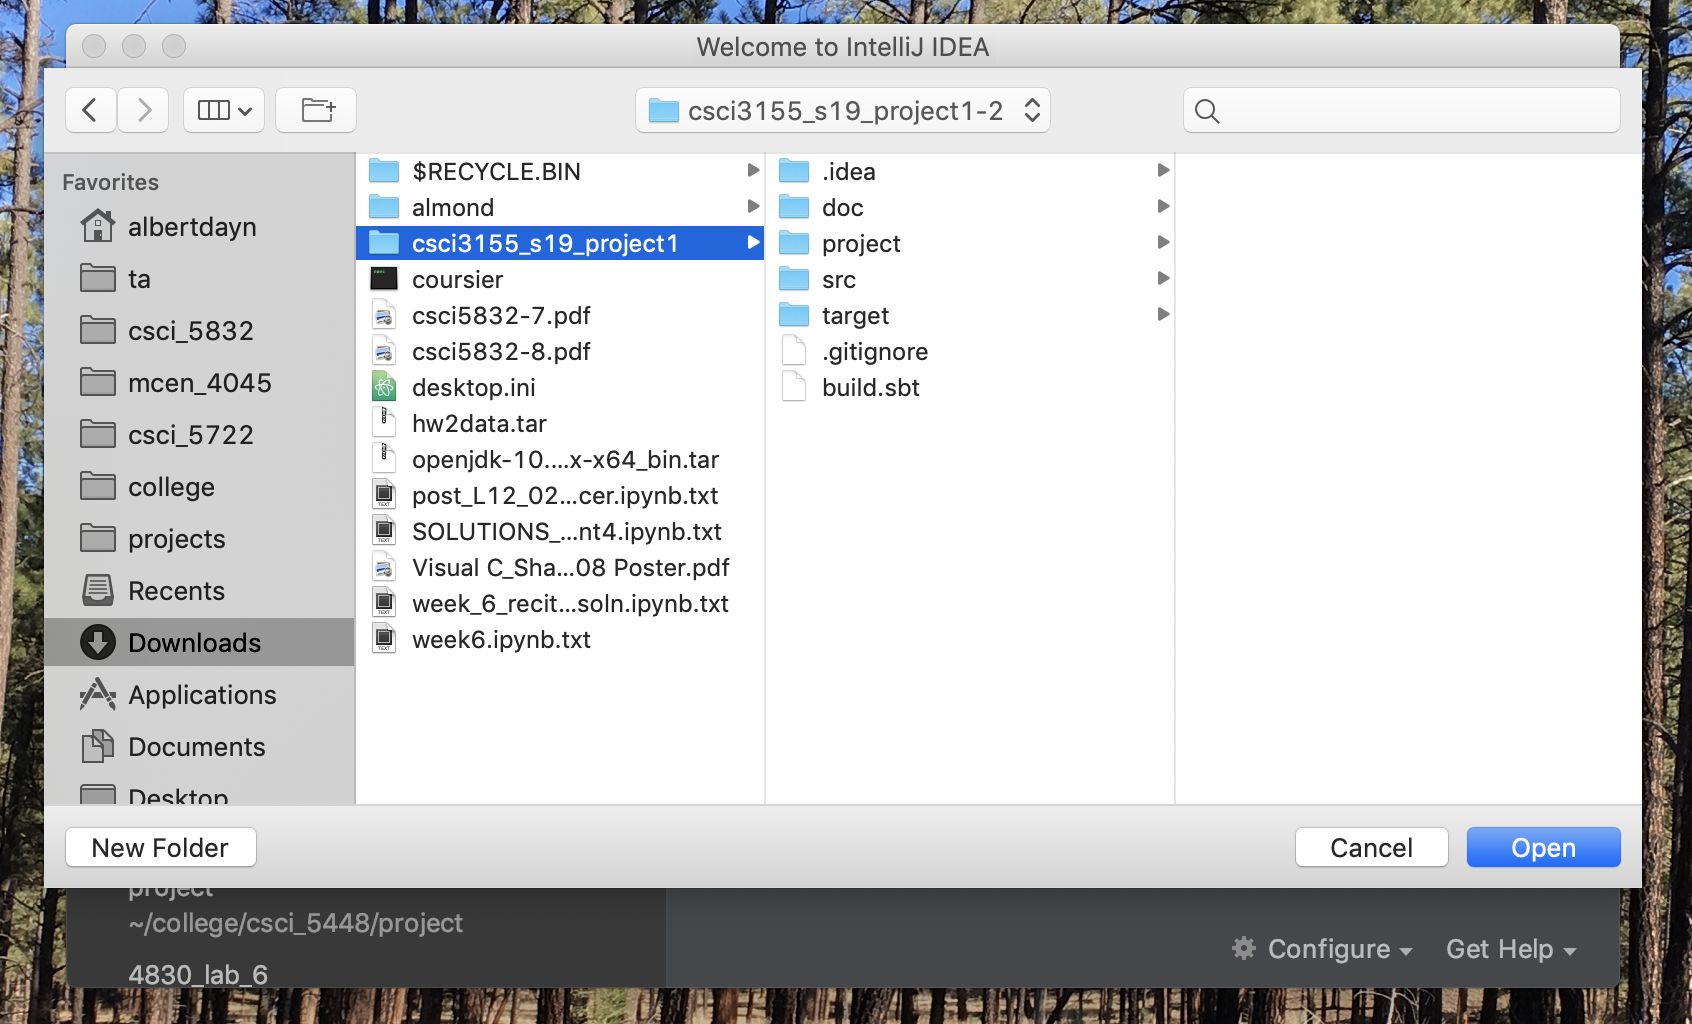 Welcome to IntelliJ IDEA
csci3155_s19_project1-2
Favorites
albertdayn
ta
csci_5832
mcen_4045
csci_5722
college
projects
Recents
Downloads
Applications
Documents
Desktop
$RECYCLE.BIN
almond
csci3155_s19_project1
coursier
csci5832-7.pdf
csci5832-8.pdf
desktop.ini
hw2data.tar
openjdk-10....x-x64_bin.tar
post_L12_02...cer.ipynb.txt
SOLUTIONS_...nt4.ipynb.txt
Visual C_Sha...08 Poster.pdf
week_6_recit...soln.ipynb.txt
week6.ipynb.txt
.idea
doc
project
src
target
.gitignore
build.sbt
New Folder
Cancel
Open
project
~/college/csci_5448/project
4830_lab_6
Configure
Get Help